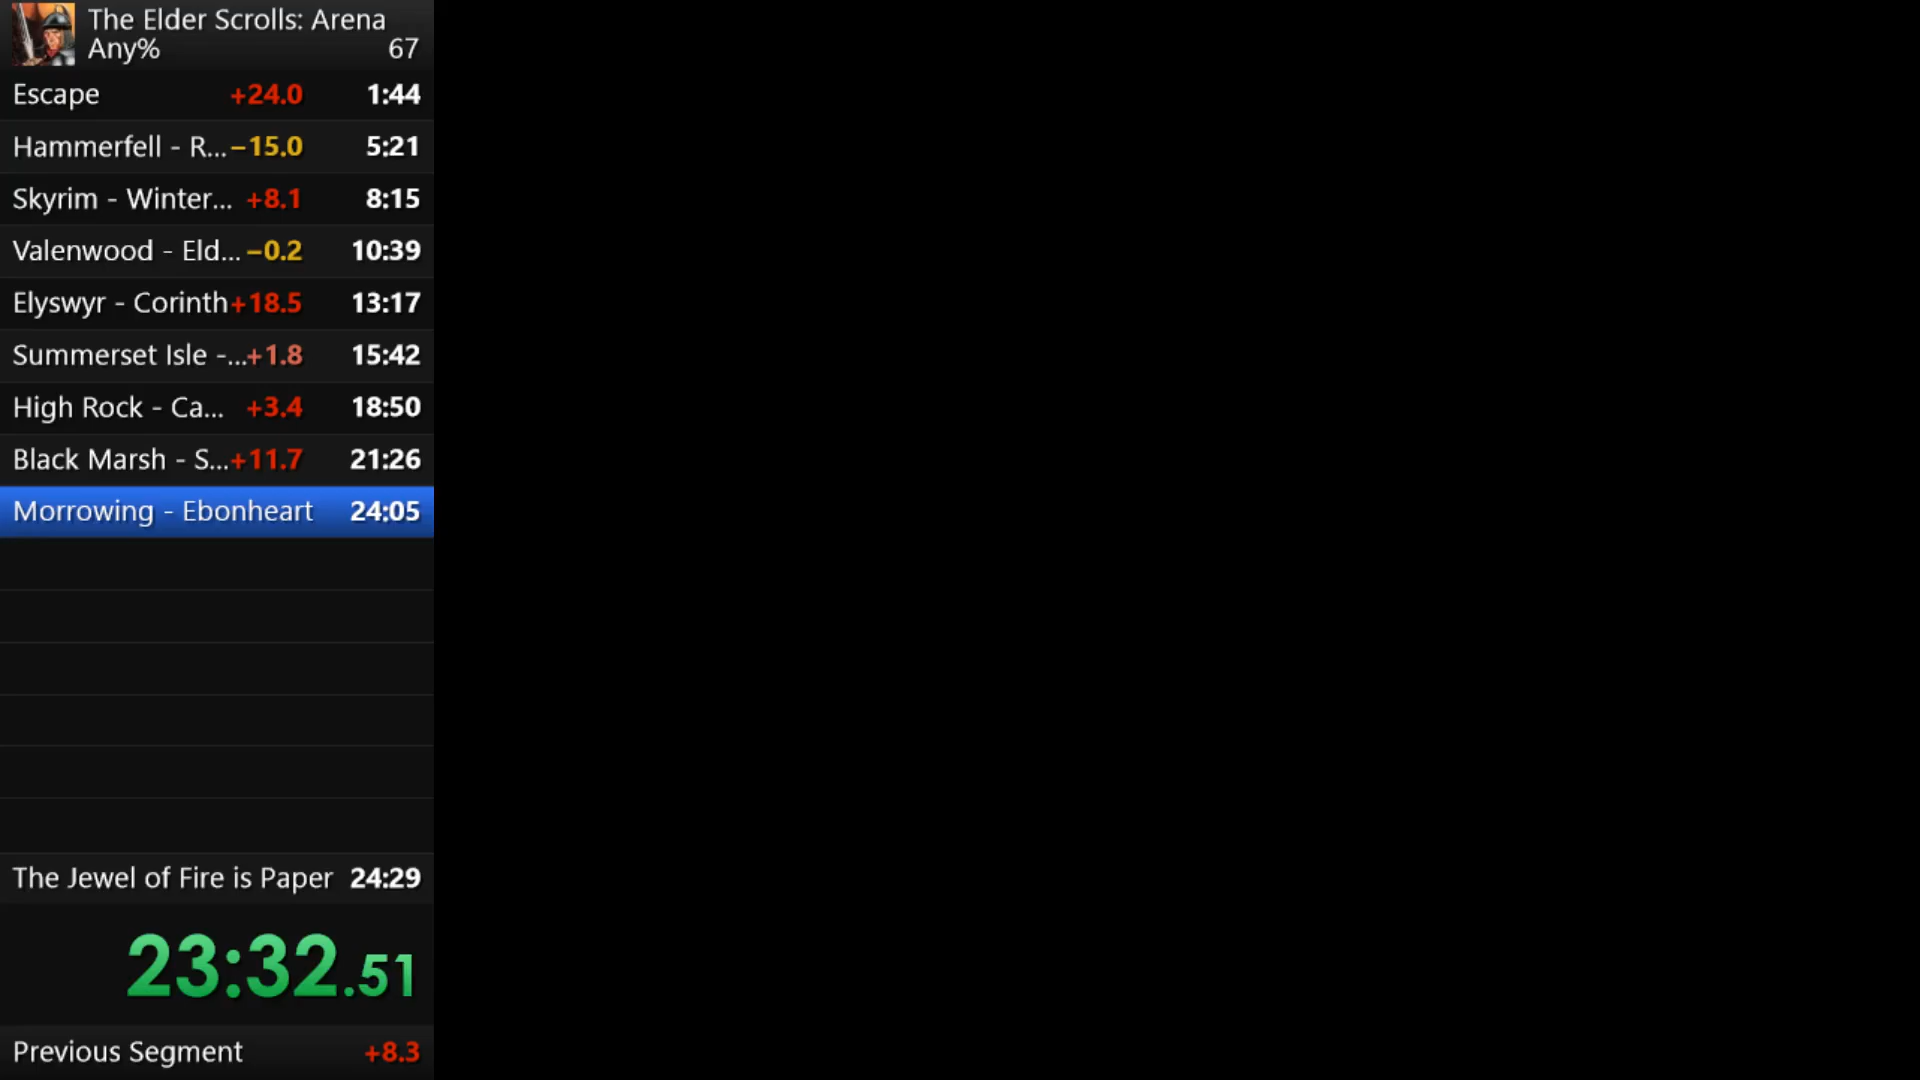 The Elder Scrolls: Arena
Any% 67
Escape +24.0 1:44
Hammerfell - R... −15.0 5:21
Skyrim - Winter... +8.1 8:15
Valenwood - Eld... −0.2 10:39
Elyswyr - Corinth +18.5 13:17
Summerset Isle -... +1.8 15:42
High Rock - Ca... +3.4 18:50
Black Marsh - S... +11.7 21:26
Morrowing - Ebonheart 24:05
The Jewel of Fire is Paper 24:29
23:32.51
Previous Segment +8.3